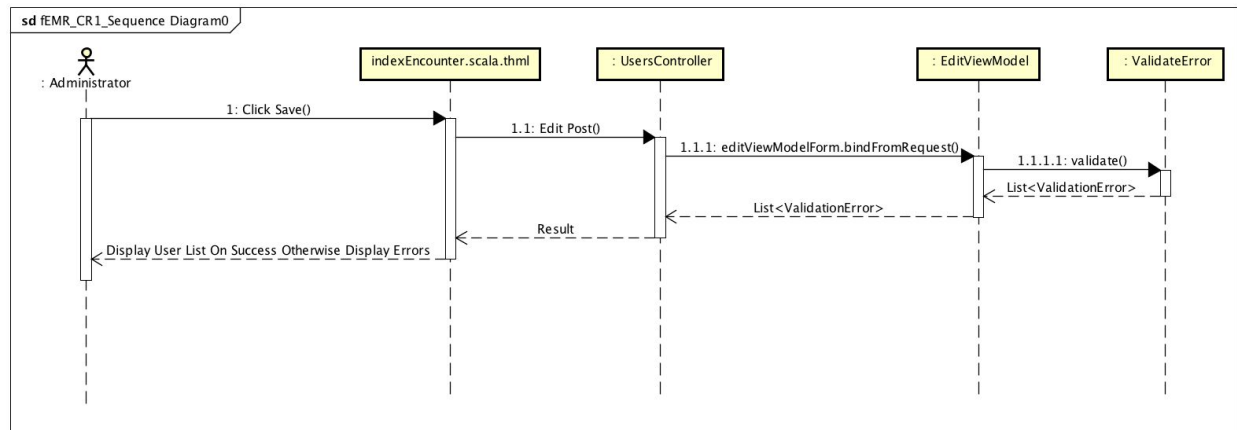 sd fEMR_CR1_Sequence Diagram0
: Administrator
indexEncounter.scala.thml
: UsersController
: EditViewModel
: ValidateError
1: Click Save()
1.1: Edit Post()
1.1.1: editViewModelForm.bindFromRequest()
1.1.1.1: validate()
List<ValidationError>
List<ValidationError>
Result
Display User List On Success Otherwise Display Errors